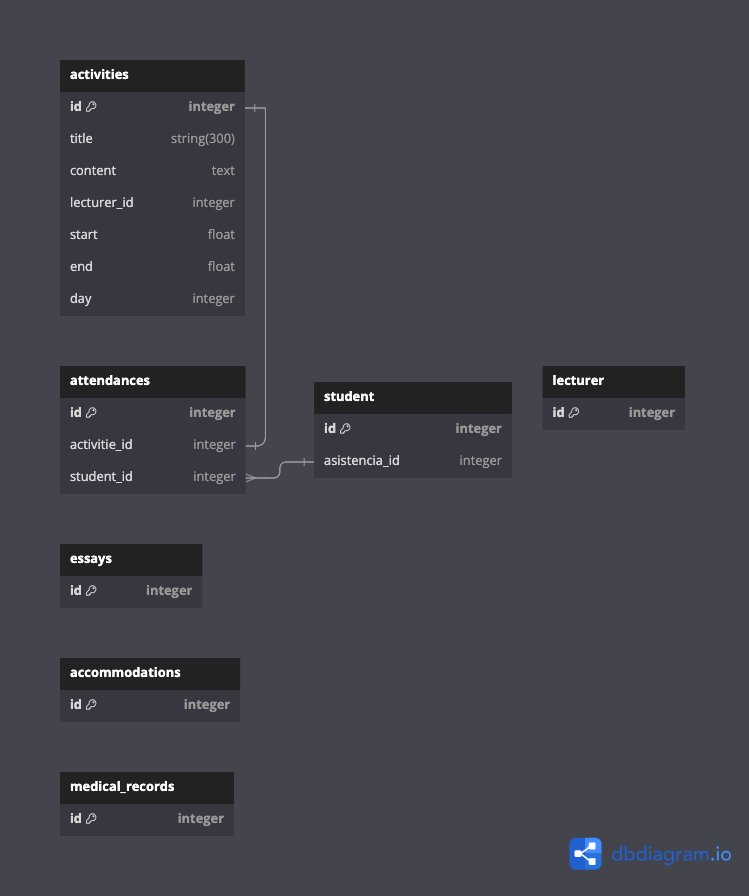 activities
id integer
title string(300)
content text
lecturer_id integer
start float
end float
day integer
attendances
id integer
activitie_id integer
student_id integer
student
id integer
asistencia_id integer
lecturer
id integer
essays
id integer
accommodations
id integer
medical_records
id integer
dbdiagram.io